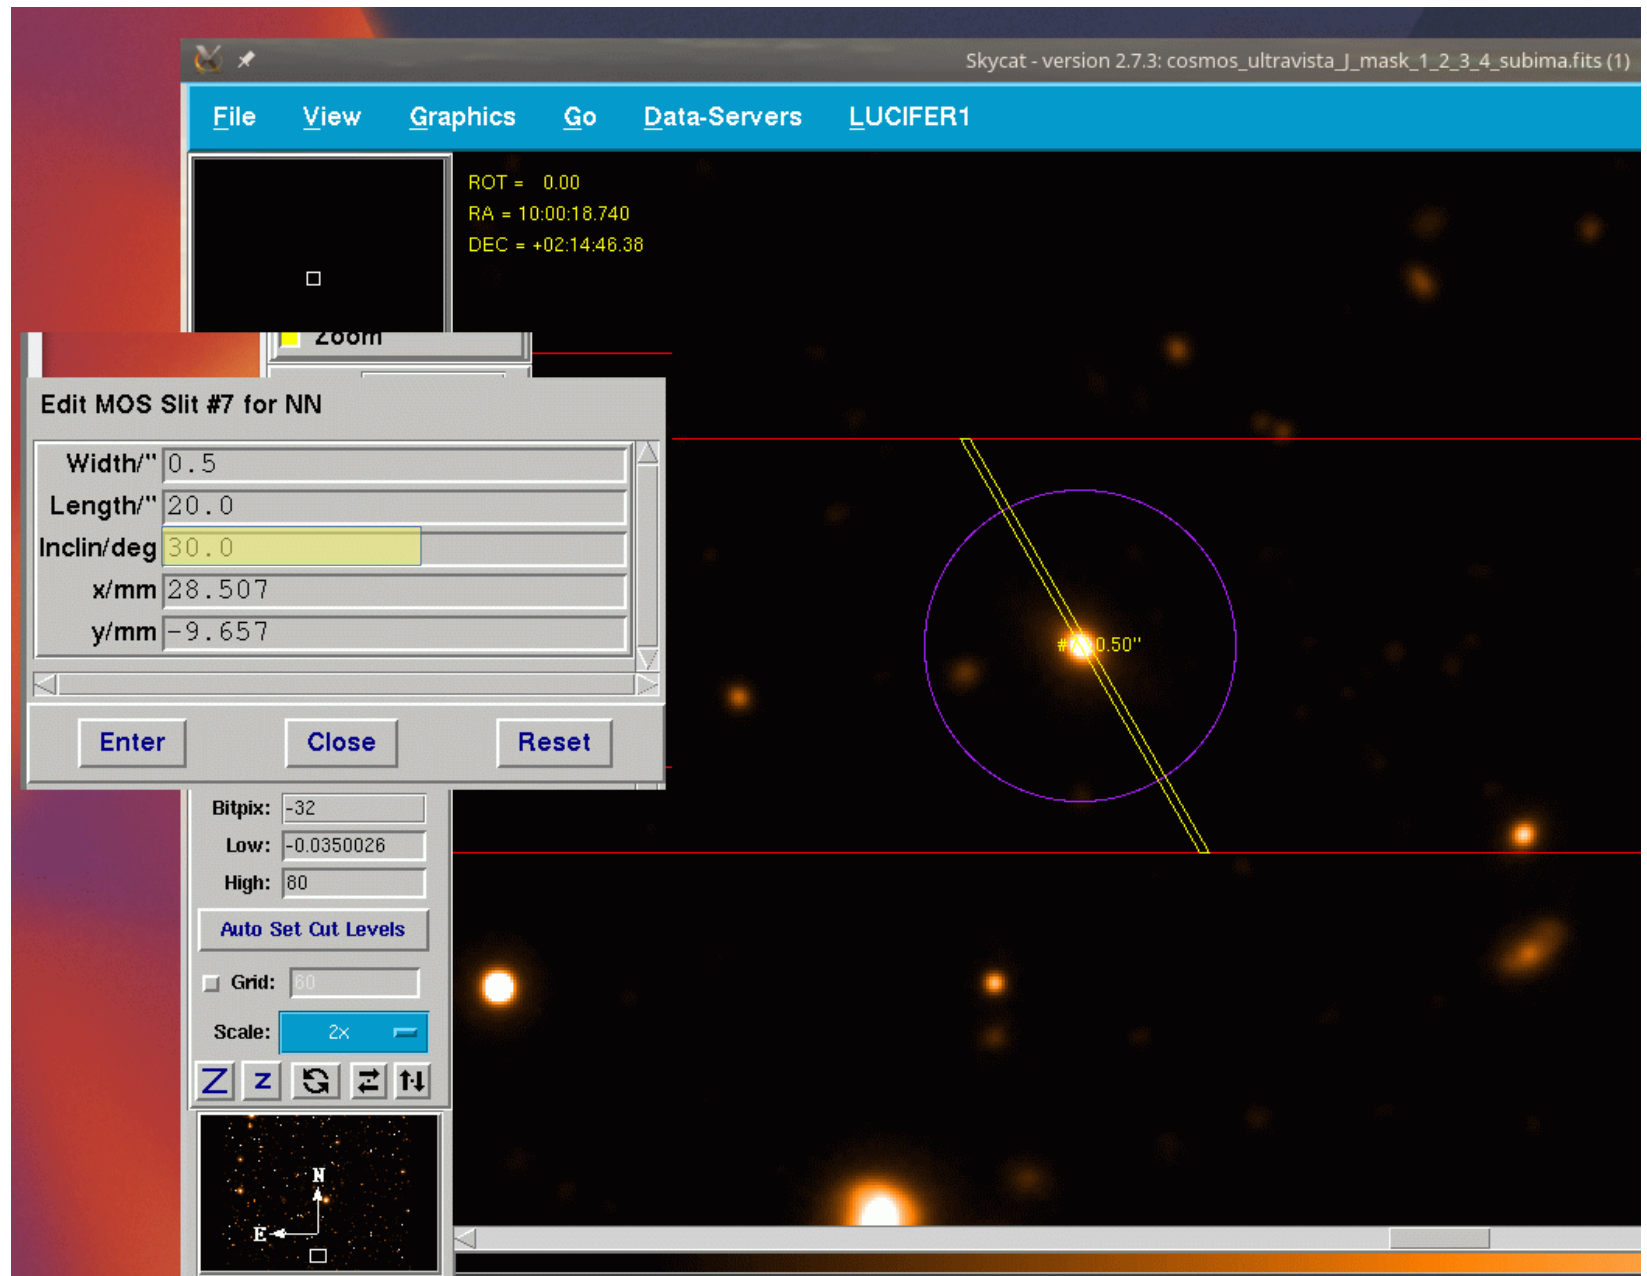 Skycat - version 2.7.3: cosmos_ultravista_J_mask_1_2_3_4_subima.fits (1)
File View Graphics Go Data-Servers LUCIFER1
ROT = 0.00
RA = 10:00:18.740
DEC = +02:14:46.38
Zoom
Edit MOS Slit #7 for NN
Width/" 0.5
Length/" 20.0
Inclin/deg 30.0
x/mm 28.507
y/mm -9.657
Enter Close Reset
0.50"
Bitpix: -32
Low: -0.0350026
High: 80
Auto Set Cut Levels
Grid: 60
Scale: 2x
Z z
N
E